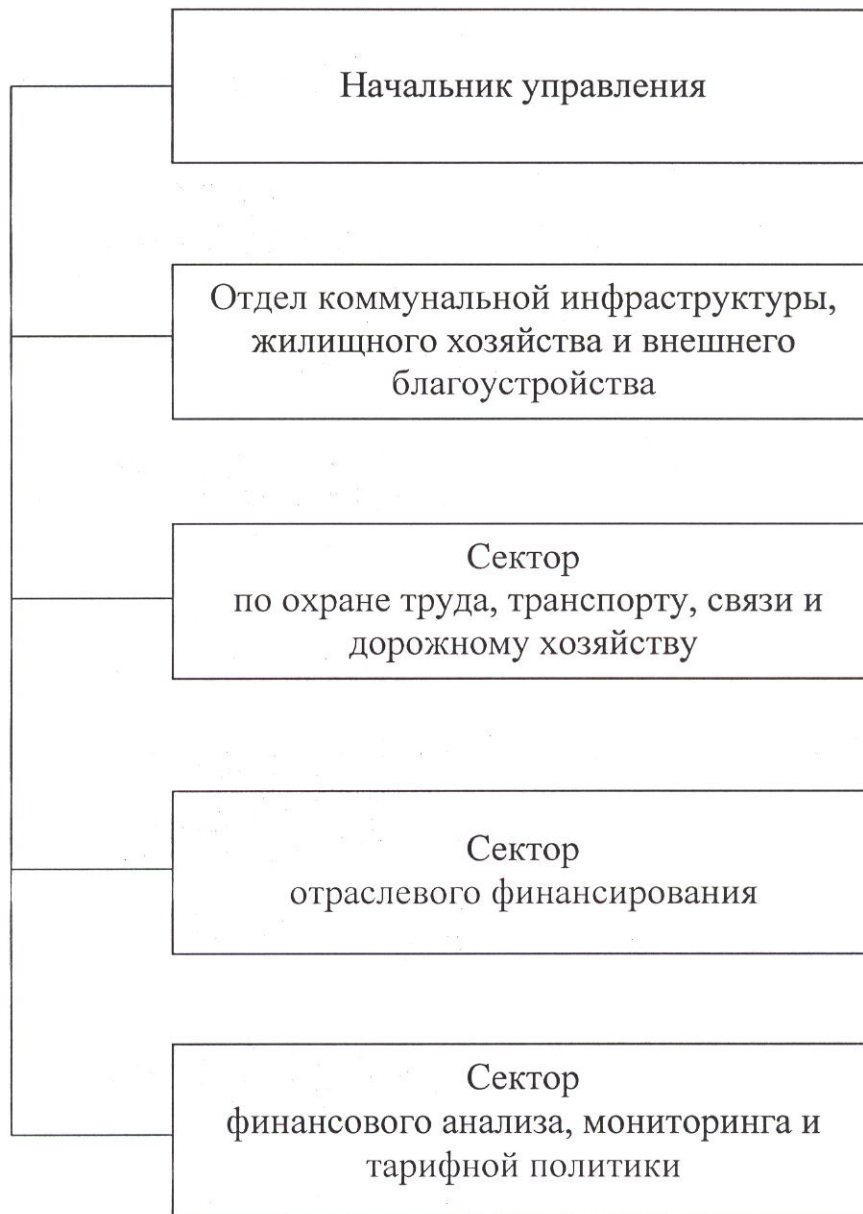 Начальник управления
Отдел коммунальной инфраструктуры,
жилищного хозяйства и внешнего
благоустройства
Сектор
по охране труда, транспорту, связи и
дорожному хозяйству
Сектор
отраслевого финансирования
Сектор
финансового анализа, мониторинга и
тарифной политики